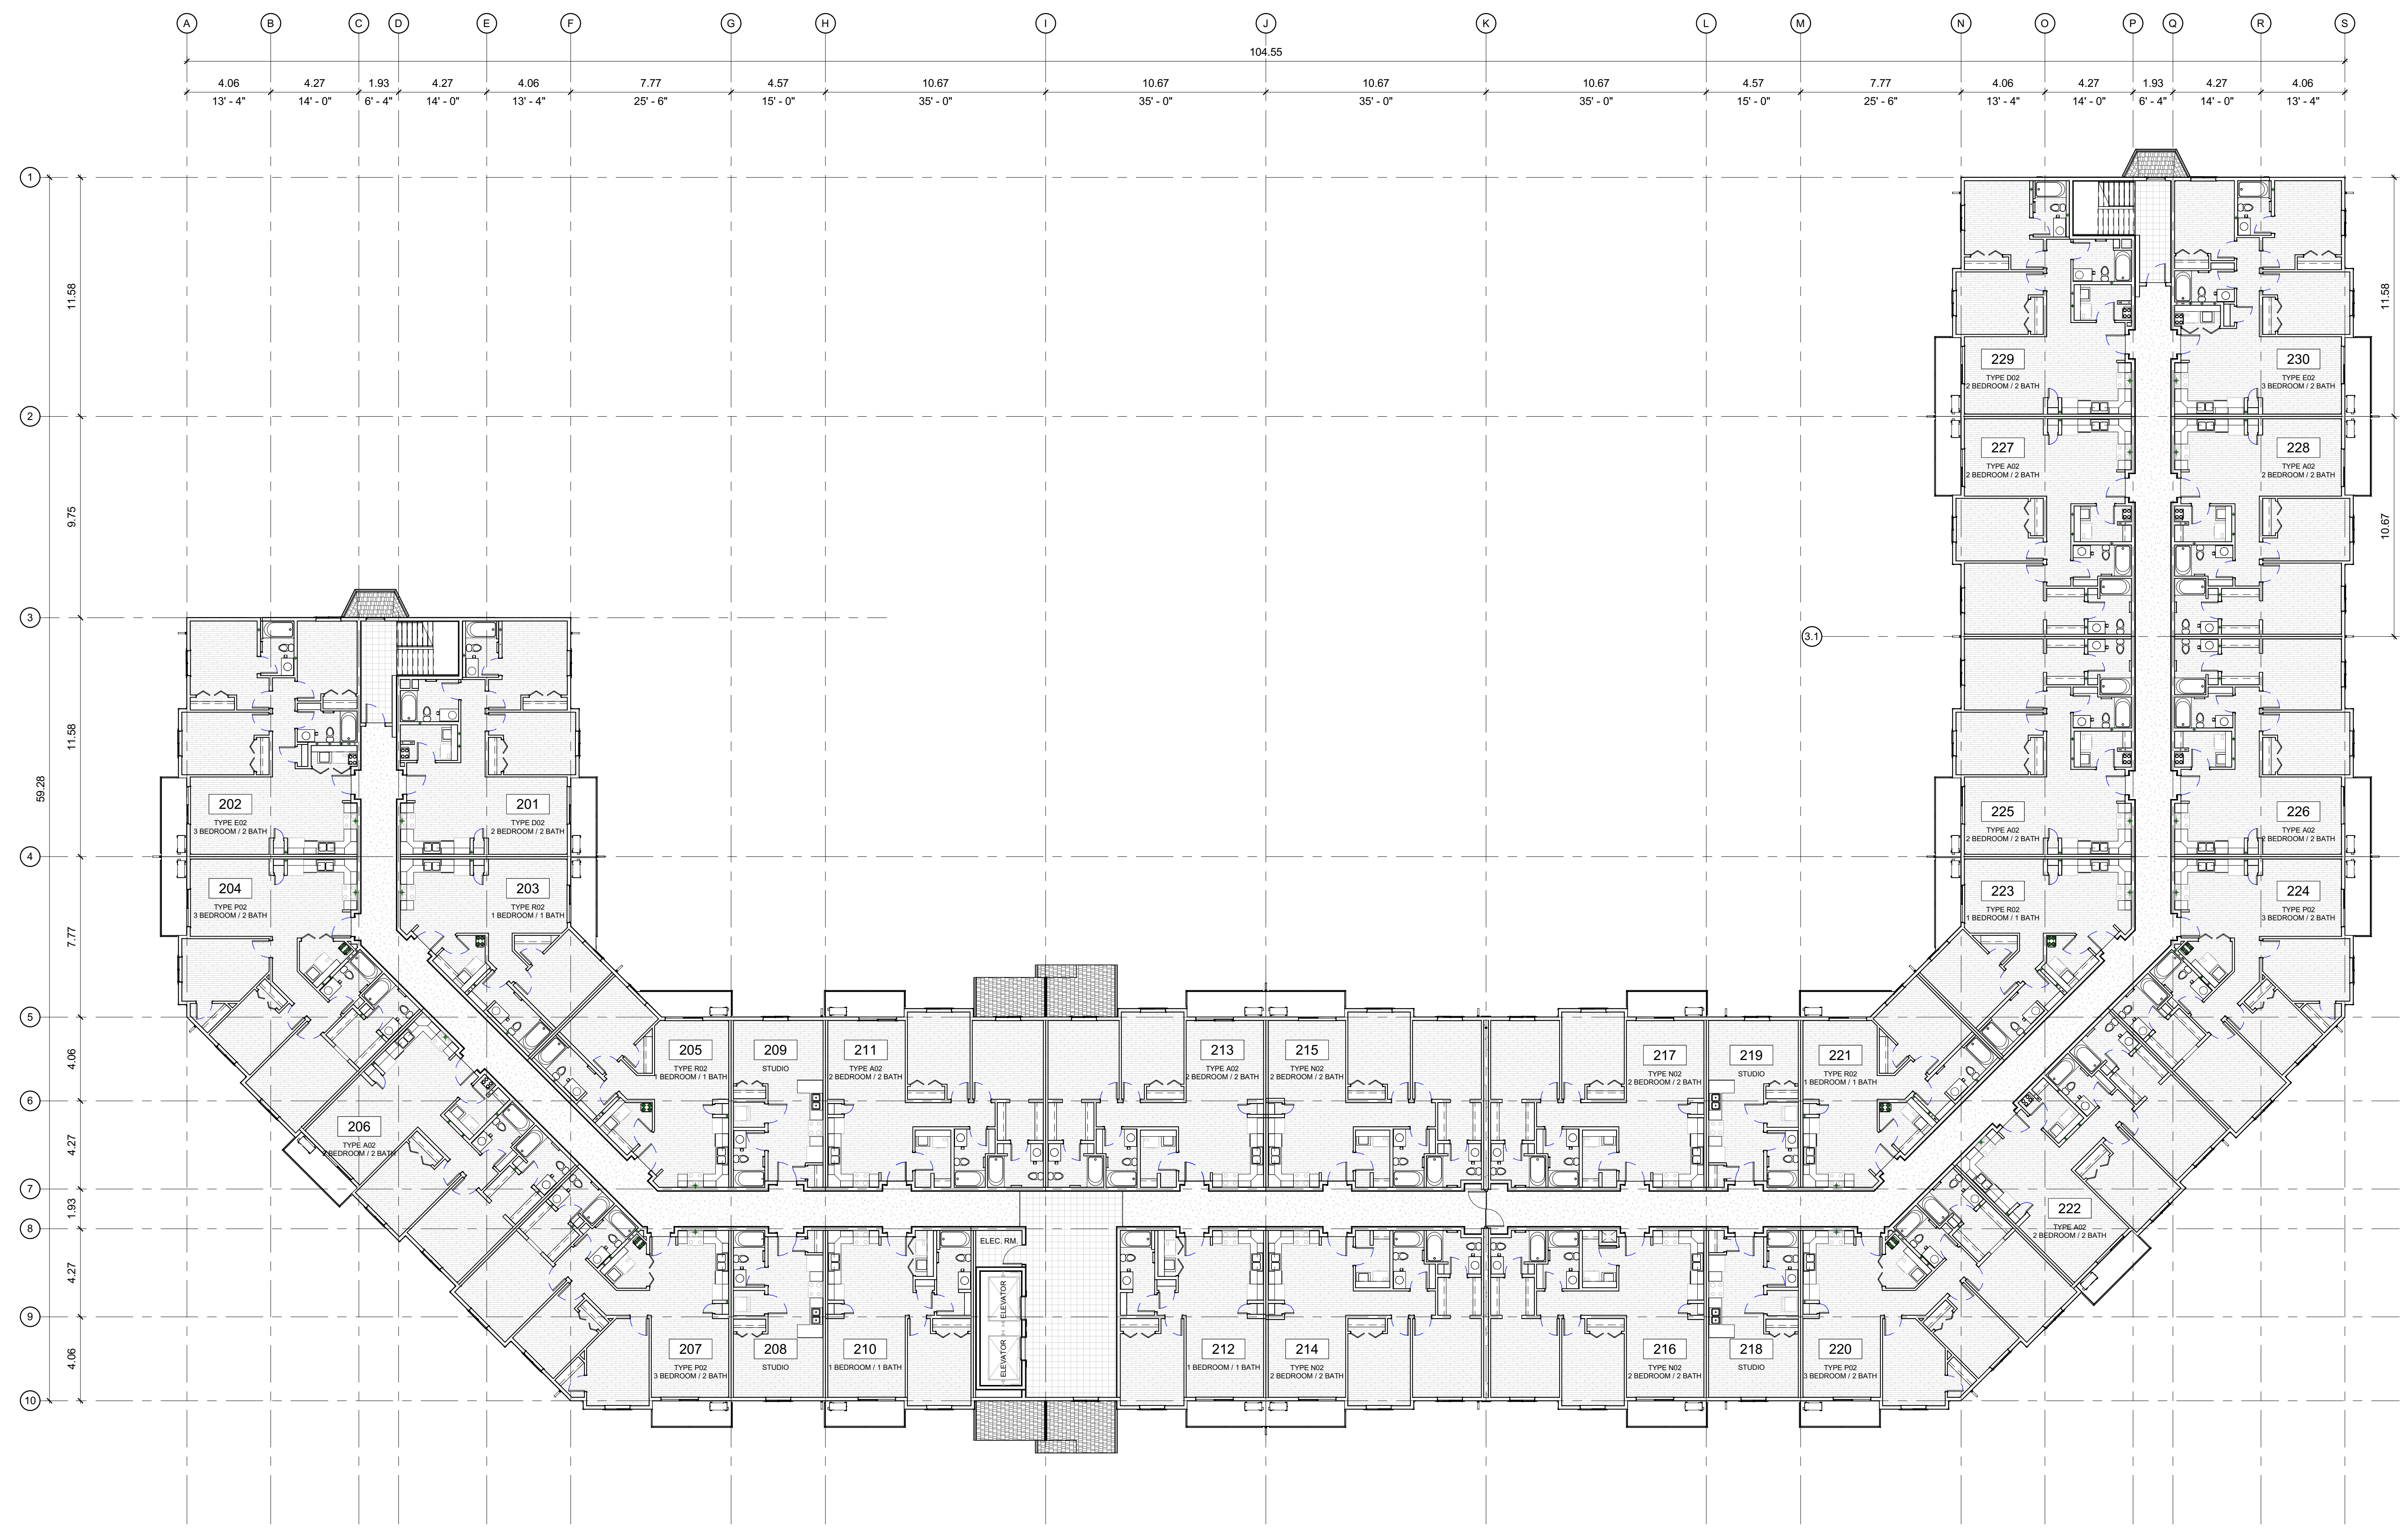 A B C D E F G H I J K L M N O P Q R S
104.55
4.06 4.27 1.93 4.27 4.06 7.77 4.57 10.67 10.67 10.67 10.67 4.57 7.77 4.06 4.27 1.93 4.27 4.06
13' - 4" 14' - 0" 6' - 4" 14' - 0" 13' - 4" 25' - 6" 15' - 0" 35' - 0" 35' - 0" 35' - 0" 35' - 0" 15' - 0" 25' - 6" 13' - 4" 14' - 0" 6' - 4" 14' - 0" 13' - 4"
1
11.58
11.58
11.58
229
TYPE D02
2 BEDROOM / 2 BATH
230
TYPE E02
3 BEDROOM / 2 BATH
2
9.75
10.67
227
TYPE A02
2 BEDROOM / 2 BATH
228
TYPE A02
2 BEDROOM / 2 BATH
3
3.1
59.28
202
TYPE E02
3 BEDROOM / 2 BATH
201
TYPE D02
2 BEDROOM / 2 BATH
225
TYPE A02
2 BEDROOM / 2 BATH
226
TYPE A02
2 BEDROOM / 2 BATH
4
204
TYPE P02
3 BEDROOM / 2 BATH
203
TYPE R02
1 BEDROOM / 1 BATH
223
TYPE R02
1 BEDROOM / 1 BATH
224
TYPE P02
3 BEDROOM / 2 BATH
7.77
5
4.06
205
TYPE R02
1 BEDROOM / 1 BATH
209
STUDIO
211
TYPE A02
2 BEDROOM / 2 BATH
213
TYPE A02
2 BEDROOM / 2 BATH
215
TYPE N02
2 BEDROOM / 2 BATH
217
TYPE N02
2 BEDROOM / 2 BATH
219
STUDIO
221
TYPE R02
1 BEDROOM / 1 BATH
6
206
TYPE A02
2 BEDROOM / 2 BATH
4.27
7
1.93
222
TYPE A02
2 BEDROOM / 2 BATH
8
ELEC. RM.
4.27
ELEVATOR
ELEVATOR
9
4.06
207
TYPE P02
3 BEDROOM / 2 BATH
208
STUDIO
210
1 BEDROOM / 1 BATH
212
1 BEDROOM / 1 BATH
214
TYPE N02
2 BEDROOM / 2 BATH
216
TYPE N02
2 BEDROOM / 2 BATH
218
STUDIO
220
TYPE P02
3 BEDROOM / 2 BATH
10